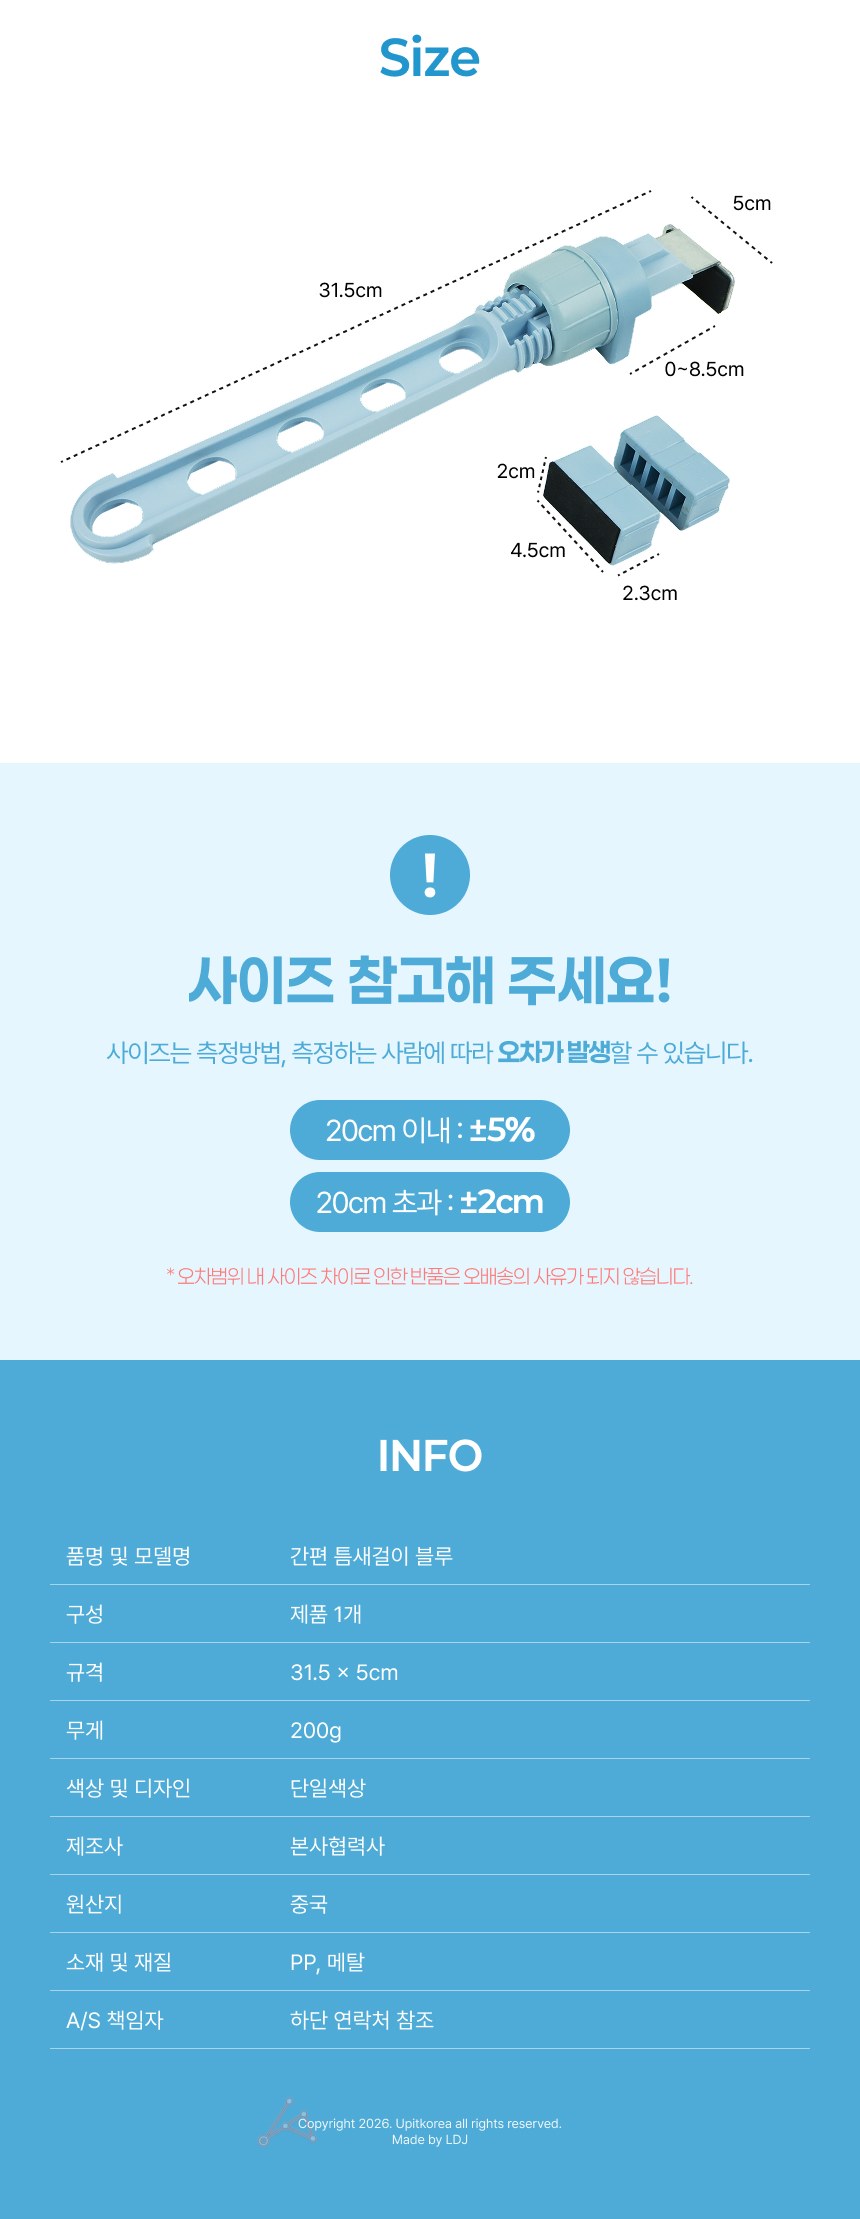 Size
5cm
31.5cm
0~8.5cm
2cm
4.5cm
2.3cm
!
사이즈 참고해 주세요!
사이즈는 측정방법, 측정하는 사람에 따라 오차가 발생할 수 있습니다.
20cm 이내 : ±5%
20cm 초과 : ±2cm
* 오차범위 내 사이즈 차이로 인한 반품은 오배송의 사유가 되지 않습니다.
INFO
품명 및 모델명 간편 틈새걸이 블루
구성 제품 1개
규격 31.5 × 5cm
무게 200g
색상 및 디자인 단일색상
제조사 본사협력사
원산지 중국
소재 및 재질 PP, 메탈
A/S 책임자 하단 연락처 참조
Copyright 2026. Upitkorea all rights reserved.
Made by LDJ